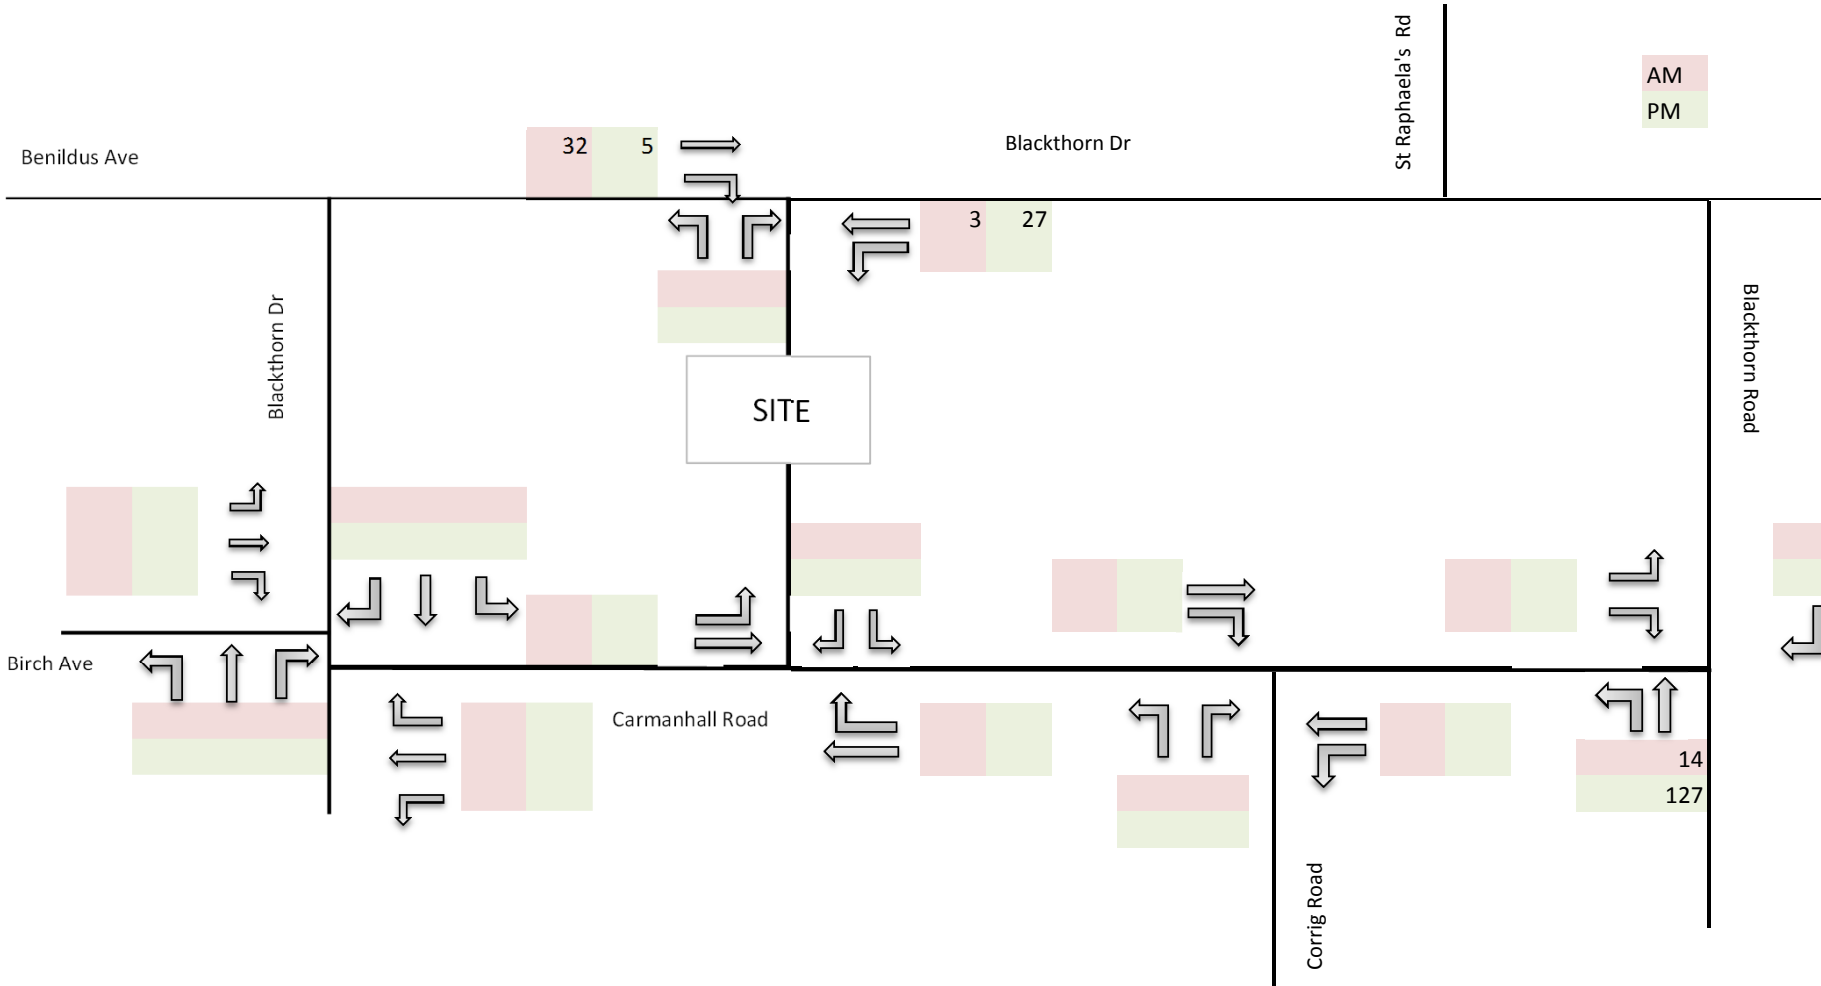 St Raphaela's Rd
AM
PM
Benildus Ave
32 5
Blackthorn Dr
3 27
Blackthorn Dr
Blackthorn Road
SITE
Birch Ave
Carmanhall Road
14
127
Corrig Road